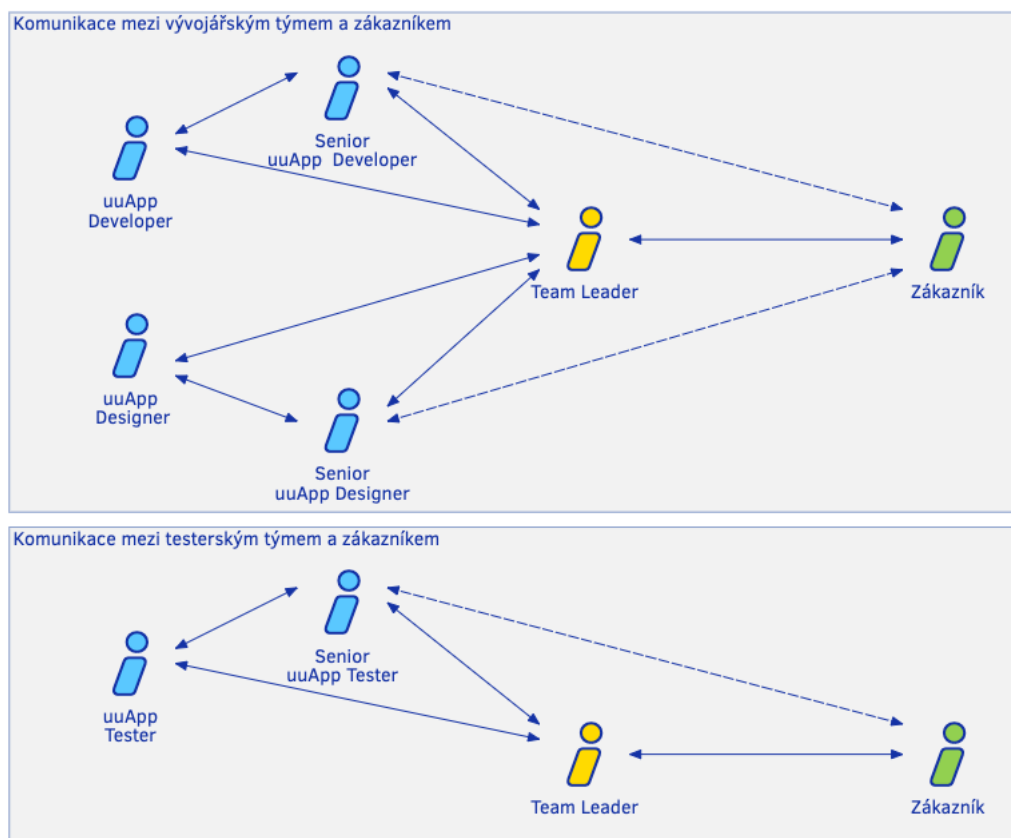 Komunikace mezi vývojářským týmem a zákazníkem
Senior
uuApp  Developer
uuApp
Developer
Team Leader
Zákazník
uuApp
Designer
Senior
uuApp Designer
Komunikace mezi testerským týmem a zákazníkem
Senior
uuApp Tester
uuApp
Tester
Team Leader
Zákazník